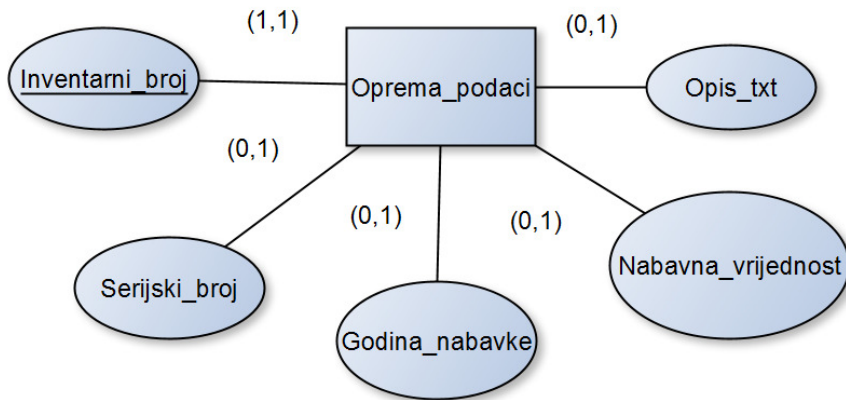 (1,1)
(0,1)
Inventarni_broj
Oprema_podaci
Opis_txt
(0,1)
(0,1)
(0,1)
Serijski_broj
Nabavna_vrijednost
Godina_nabavke